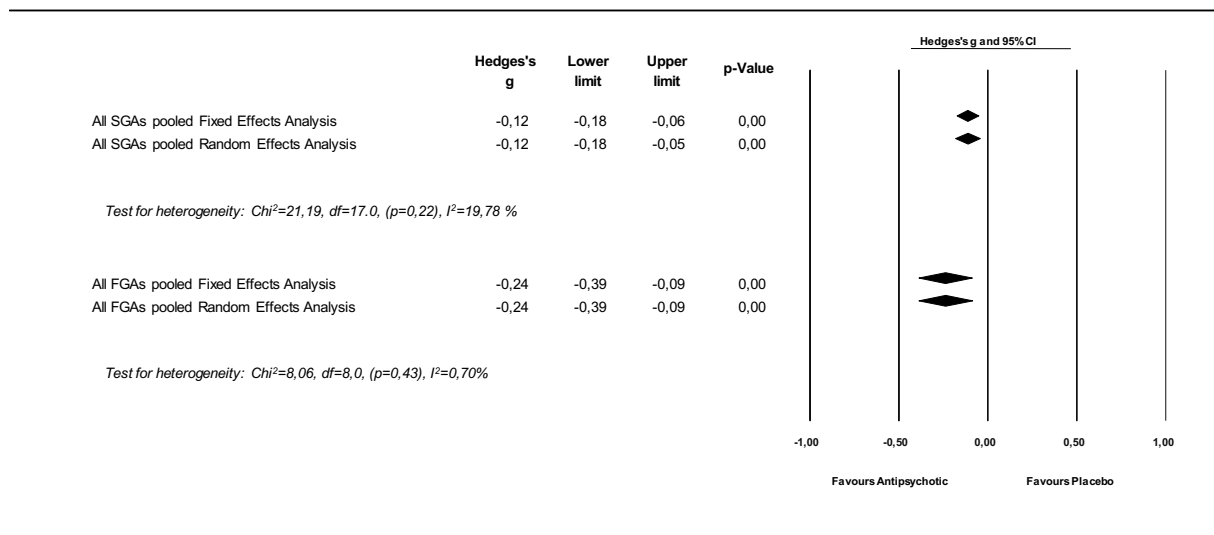 Hedges's g and 95% CI
Hedges's g Lower limit Upper limit p-Value
All SGAs pooled Fixed Effects Analysis -0,12 -0,18 -0,06 0,00
All SGAs pooled Random Effects Analysis -0,12 -0,18 -0,05 0,00
Test for heterogeneity: Chi²=21,19, df=17.0, (p=0,22), I²=19,78 %
All FGAs pooled Fixed Effects Analysis -0,24 -0,39 -0,09 0,00
All FGAs pooled Random Effects Analysis -0,24 -0,39 -0,09 0,00
Test for heterogeneity: Chi²=8,06, df=8,0, (p=0,43), I²=0,70%
-1,00 -0,50 0,00 0,50 1,00
Favours Antipsychotic Favours Placebo